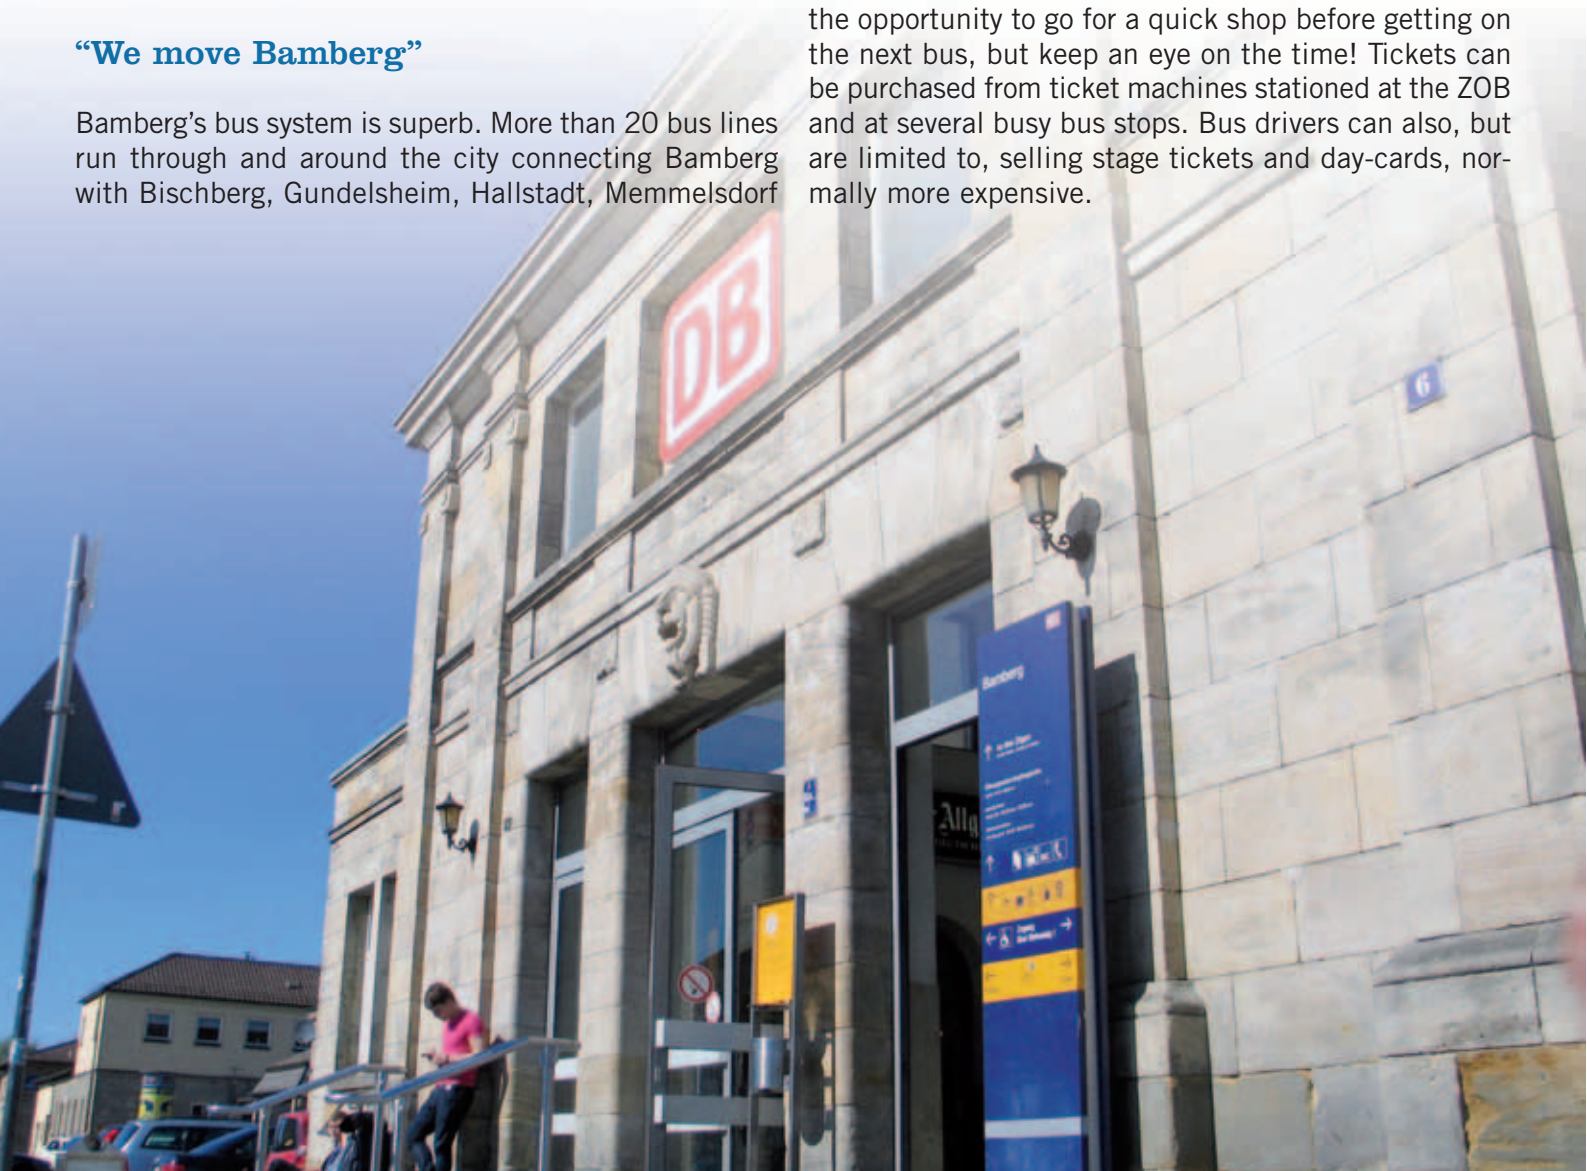 “We move Bamberg”
Bamberg’s bus system is superb. More than 20 bus lines
run through and around the city connecting Bamberg
with Bischberg, Gundelsheim, Hallstadt, Memmelsdorf
the opportunity to go for a quick shop before getting on
the next bus, but keep an eye on the time! Tickets can
be purchased from ticket machines stationed at the ZOB
and at several busy bus stops. Bus drivers can also, but
are limited to, selling stage tickets and day-cards, nor-
mally more expensive.
DB
6
Bamberg
Allg